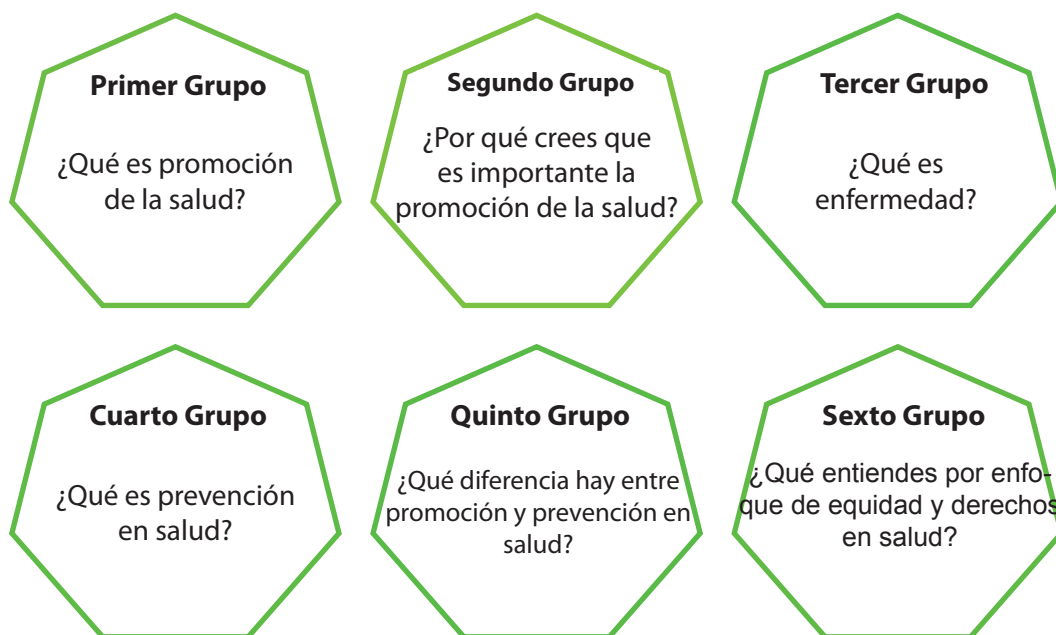 Primer Grupo
¿Qué es promoción
de la salud?
Segundo Grupo
¿Por qué crees que
es importante la
promoción de la salud?
Tercer Grupo
¿Qué es
enfermedad?
Cuarto Grupo
¿Qué es prevención
en salud?
Quinto Grupo
¿Qué diferencia hay entre
promoción y prevención en
salud?
Sexto Grupo
¿Qué entiendes por enfo-
que de equidad y derechos
en salud?